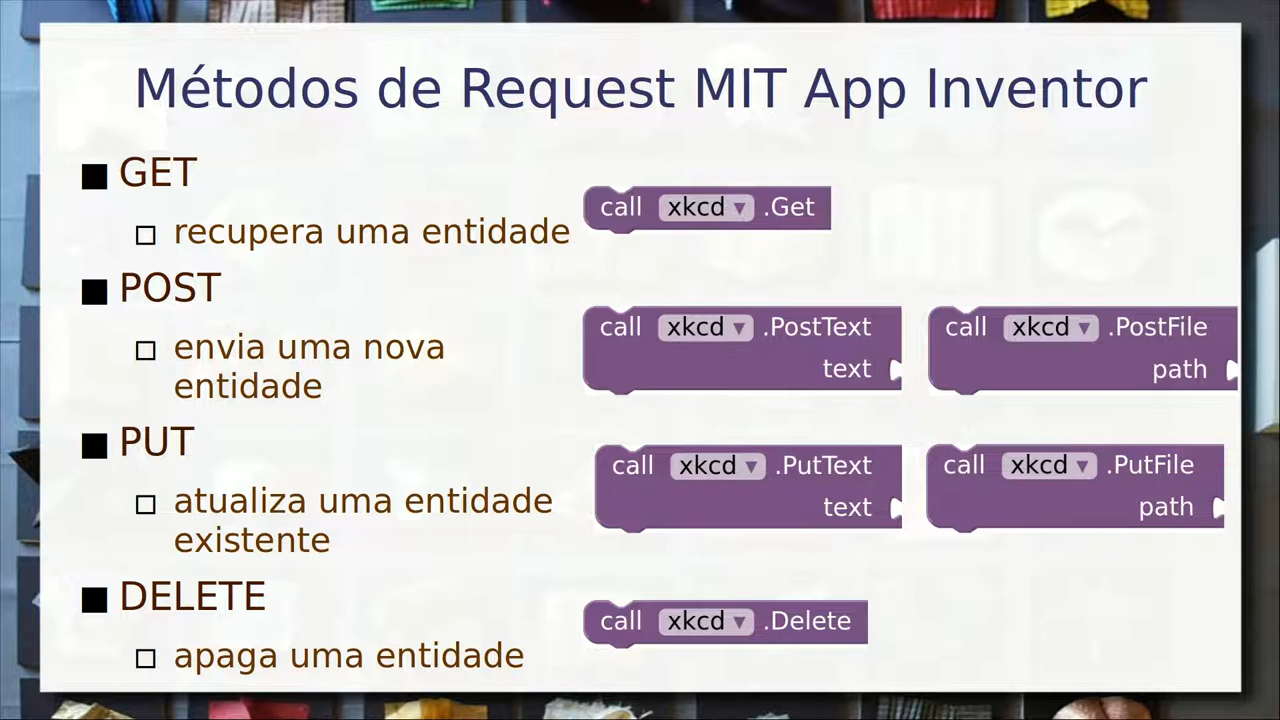 Métodos de Request MIT App Inventor
GET
recupera uma entidade
call xkcd .Get
POST
envia uma nova
entidade
call xkcd .PostText
text
call xkcd .PostFile
path
PUT
atualiza uma entidade
existente
call xkcd .PutText
text
call xkcd .PutFile
path
DELETE
apaga uma entidade
call xkcd .Delete